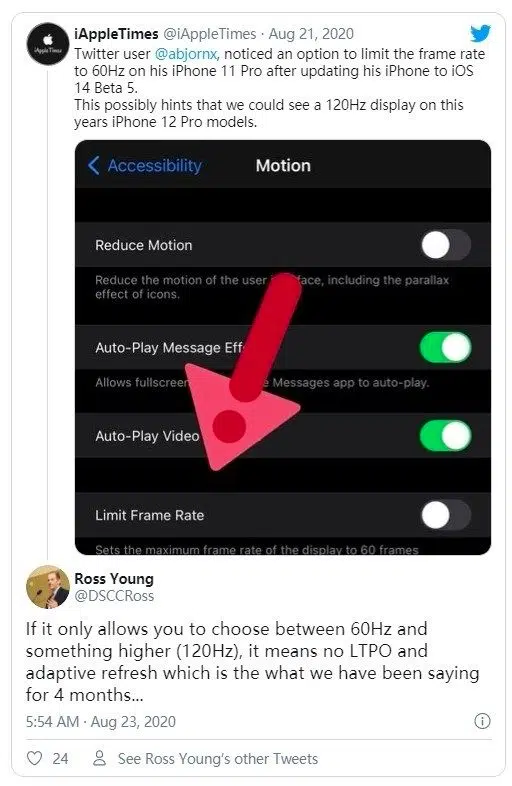 iAppleTimes @iAppleTimes · Aug 21, 2020
Twitter user @abjornx, noticed an option to limit the frame rate
to 60Hz on his iPhone 11 Pro after updating his iPhone to iOS
14 Beta 5.
This possibly hints that we could see a 120Hz display on this
years iPhone 12 Pro models.
Accessibility Motion
Reduce Motion
Reduce the motion of the user face, including the parallax
effect of icons.
Auto-Play Message Eff
Allows fullscreen Messages app to auto-play.
Auto-Play Video
Limit Frame Rate
Sets the maximum frame rate of the display to 60 frames
Ross Young
@DSCCRoss
If it only allows you to choose between 60Hz and
something higher (120Hz), it means no LTPO and
adaptive refresh which is the what we have been saying
for 4 months...
5:54 AM · Aug 23, 2020
24 See Ross Young's other Tweets